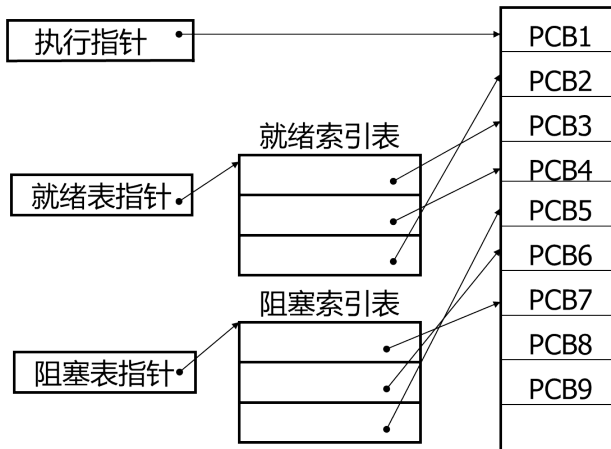 执行指针
PCB1
PCB2
就绪索引表
PCB3
就绪表指针
PCB4
PCB5
PCB6
阻塞索引表
PCB7
阻塞表指针
PCB8
PCB9